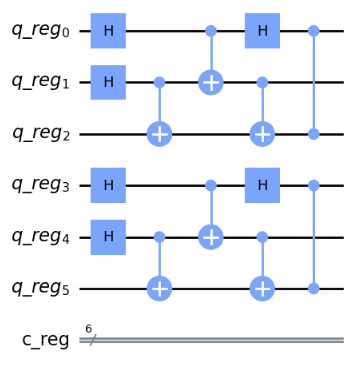 q_reg0 H H
q_reg1 H
q_reg2
q_reg3 H H
q_reg4 H
q_reg5
c_reg 6